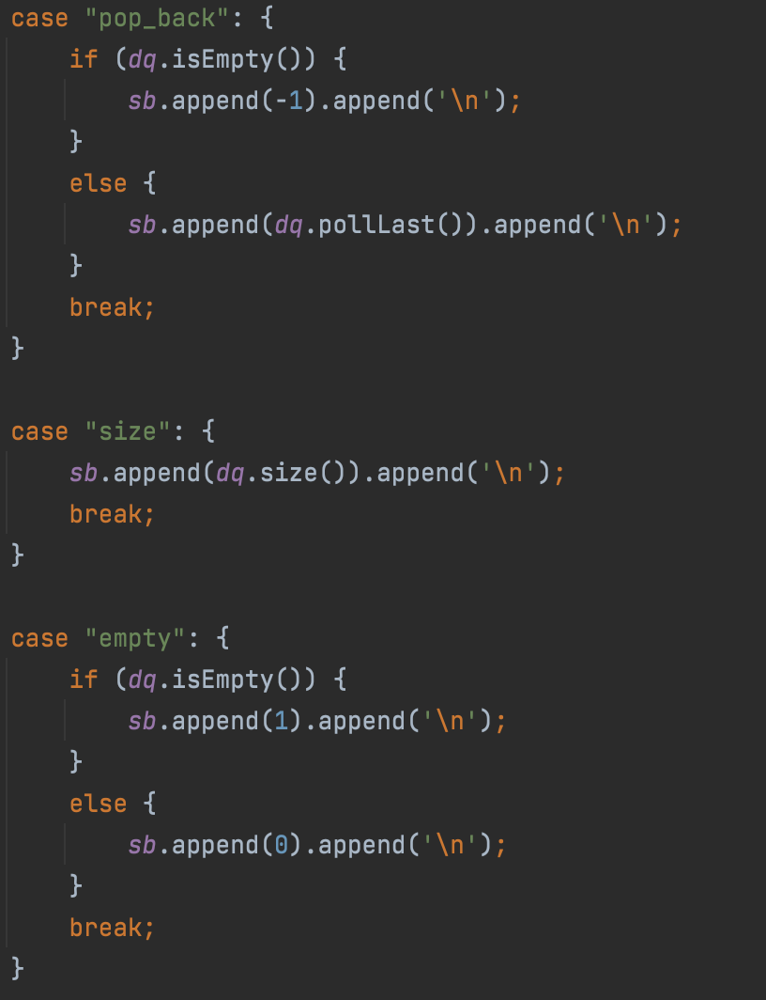 case "pop_back": {
    if (dq.isEmpty()) {
        sb.append(-1).append('\n');
    }
    else {
        sb.append(dq.pollLast()).append('\n');
    }
    break;
}

case "size": {
    sb.append(dq.size()).append('\n');
    break;
}

case "empty": {
    if (dq.isEmpty()) {
        sb.append(1).append('\n');
    }
    else {
        sb.append(0).append('\n');
    }
    break;
}